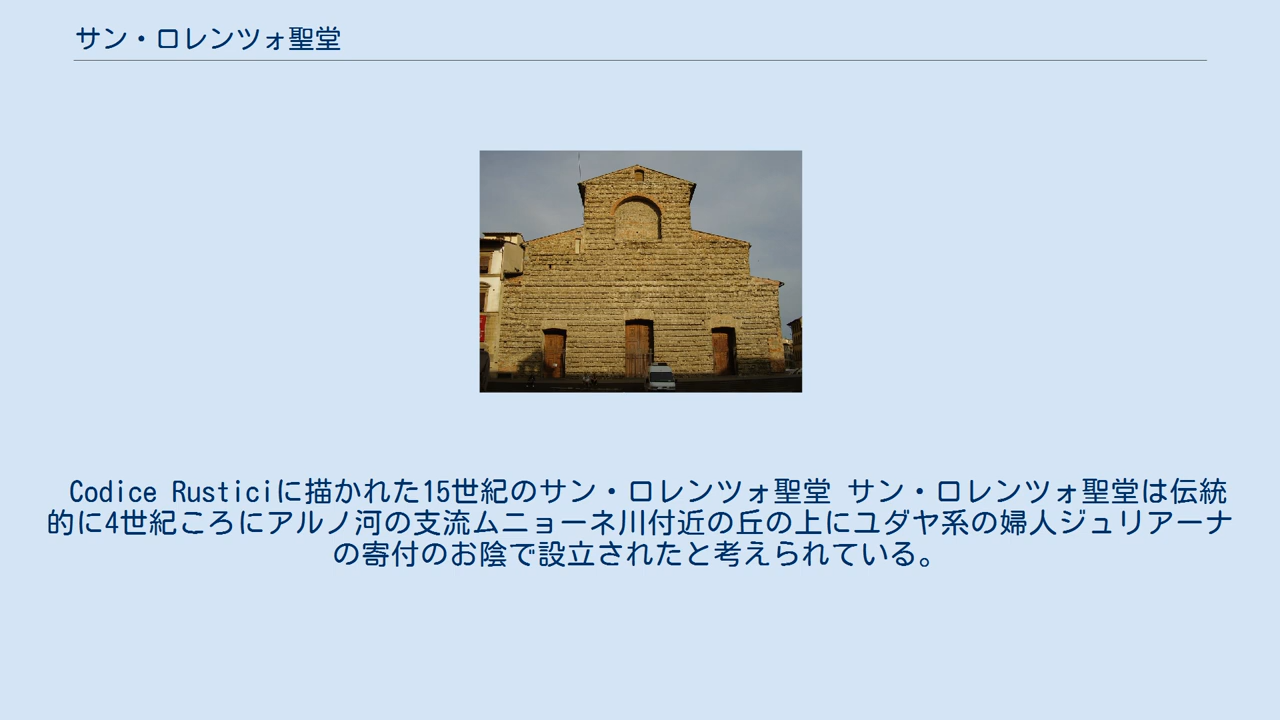 サン・ロレンツォ聖堂
Codice Rusticiに描かれた15世紀のサン・ロレンツォ聖堂 サン・ロレンツォ聖堂は伝統
的に4世紀ころにアルノ河の支流ムニョーネ川付近の丘の上にユダヤ系の婦人ジュリアーナ
の寄付のお陰で設立されたと考えられている。